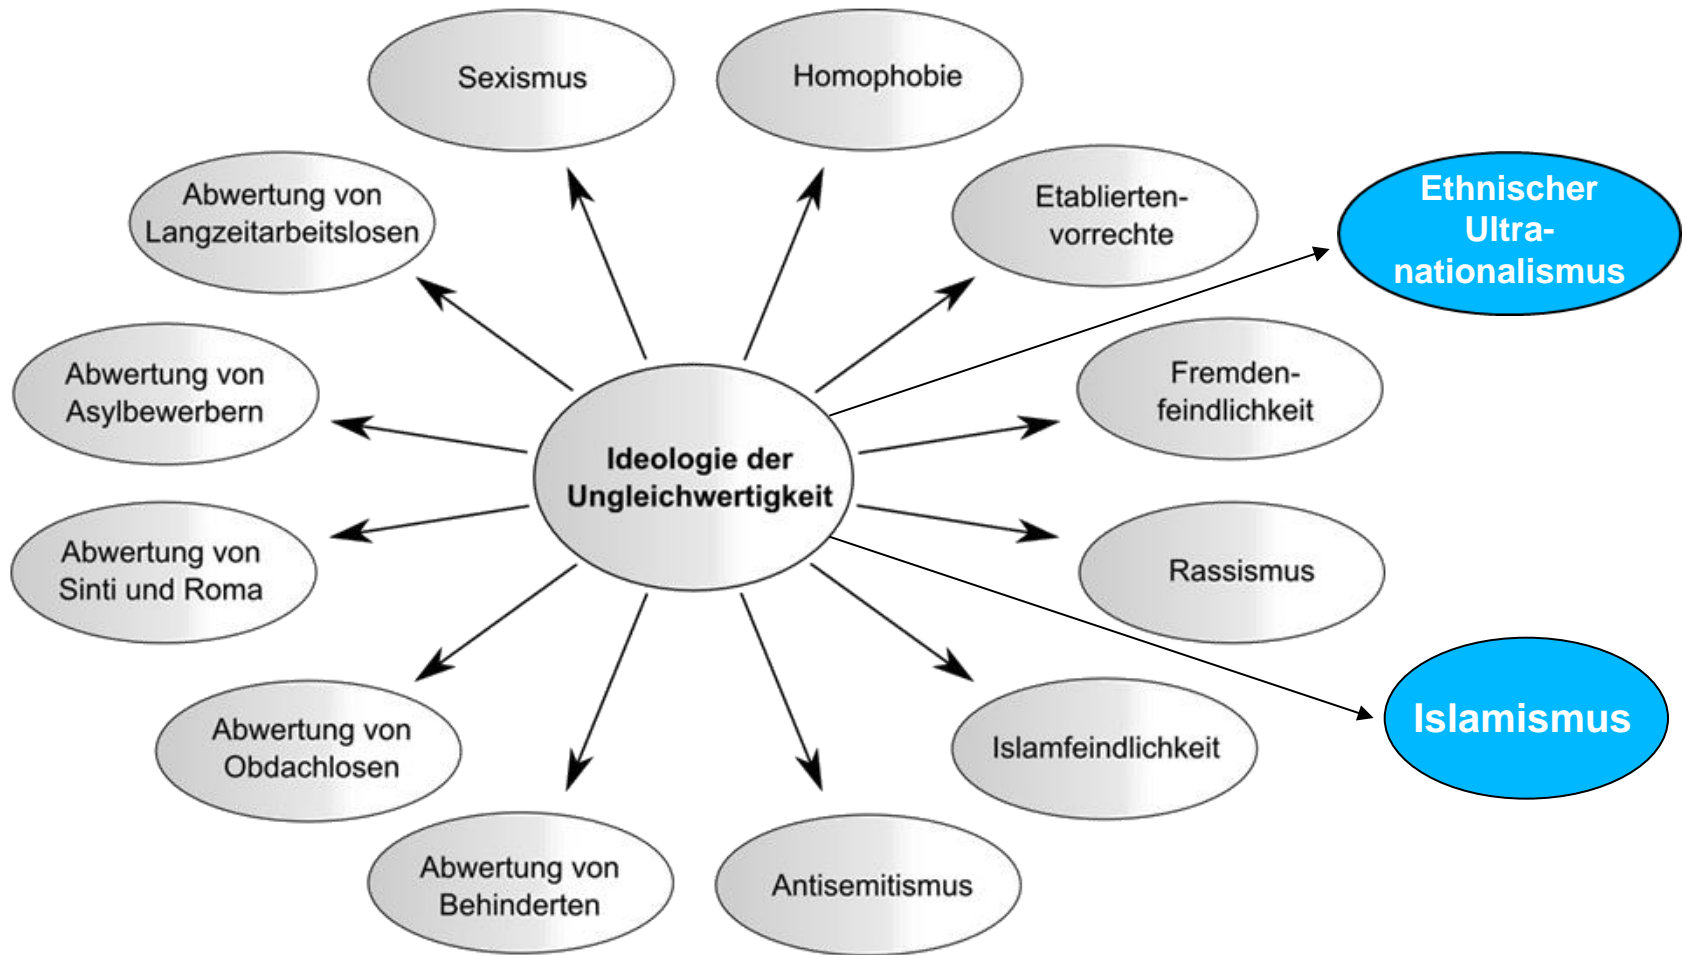 Sexismus
Homophobie
Abwertung von
Langzeitarbeitslosen
Etablierten-
vorrechte
Ethnischer
Ultra-
nationalismus
Abwertung von
Asylbewerbern
Fremden-
feindlichkeit
Ideologie der
Ungleichwertigkeit
Abwertung von
Sinti und Roma
Rassismus
Abwertung von
Obdachlosen
Islamfeindlichkeit
Islamismus
Abwertung von
Behinderten
Antisemitismus